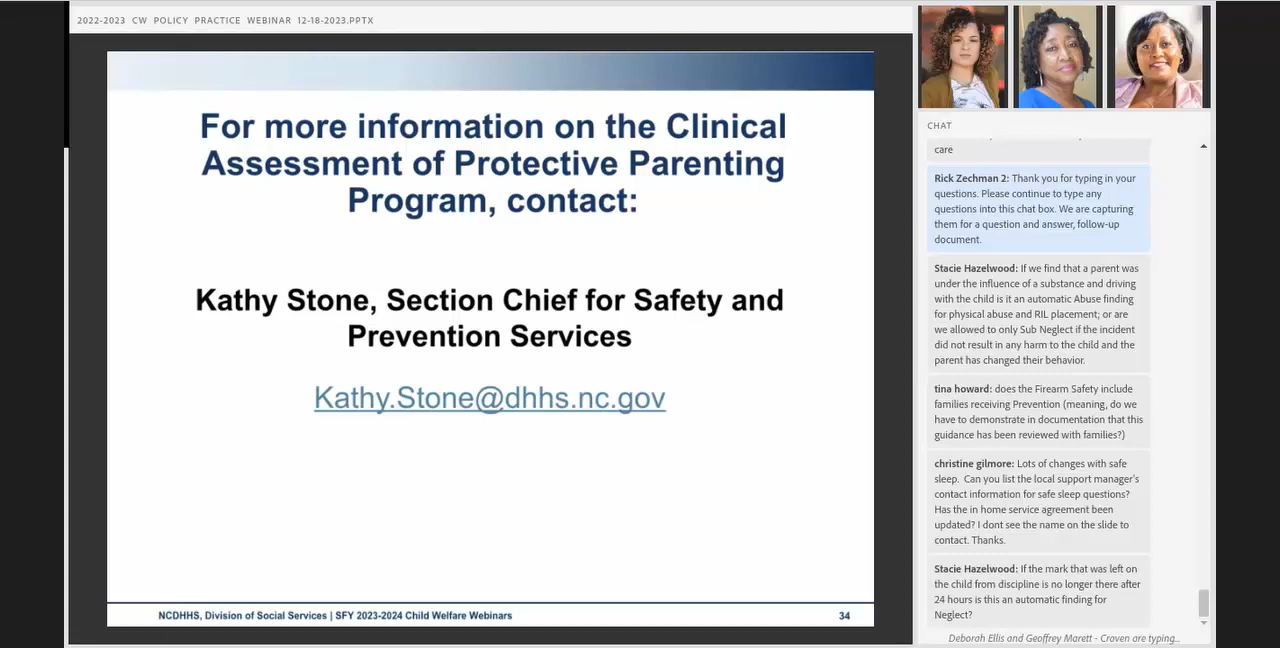 2022-2023 CW POLICY PRACTICE WEBINAR 12-18-2023.PPTX
For more information on the Clinical
Assessment of Protective Parenting
Program, contact:
Kathy Stone, Section Chief for Safety and
Prevention Services
Kathy.Stone@dhhs.nc.gov
NCDHHS, Division of Social Services | SFY 2023-2024 Child Welfare Webinars
34
CHAT
care
Rick Zechman 2: Thank you for typing in your
questions. Please continue to type any
questions into this chat box. We are capturing
them for a question and answer, follow-up
document.
Stacie Hazelwood: If we find that a parent was
under the influence of a substance and driving
with the child is it an automatic Abuse finding
for physical abuse and RIL placement; or are
we allowed to only Sub Neglect if the incident
did not result in any harm to the child and the
parent has changed their behavior.
tina howard: does the Firearm Safety include
families receiving Prevention (meaning, do we
have to demonstrate in documentation that this
guidance has been reviewed with families?)
christine gilmore: Lots of changes with safe
sleep. Can you list the local support manager's
contact information for safe sleep questions?
Has the in home service agreement been
updated? I dont see the name on the slide to
contact. Thanks.
Stacie Hazelwood: If the mark that was left on
the child from discipline is no longer there after
24 hours is this an automatic finding for
Neglect?
Deborah Ellis and Geoffrey Marett - Craven are typing...